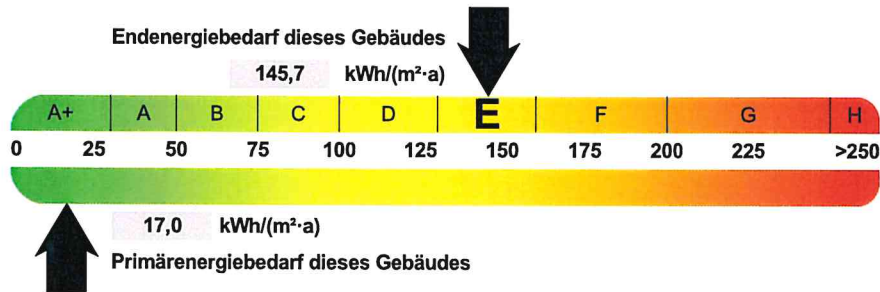 Endenergiebedarf dieses Gebäudes
145,7 kWh/(m²·a)
A+ A B C D E F G H
0 25 50 75 100 125 150 175 200 225 >250
17,0 kWh/(m²·a)
Primärenergiebedarf dieses Gebäudes